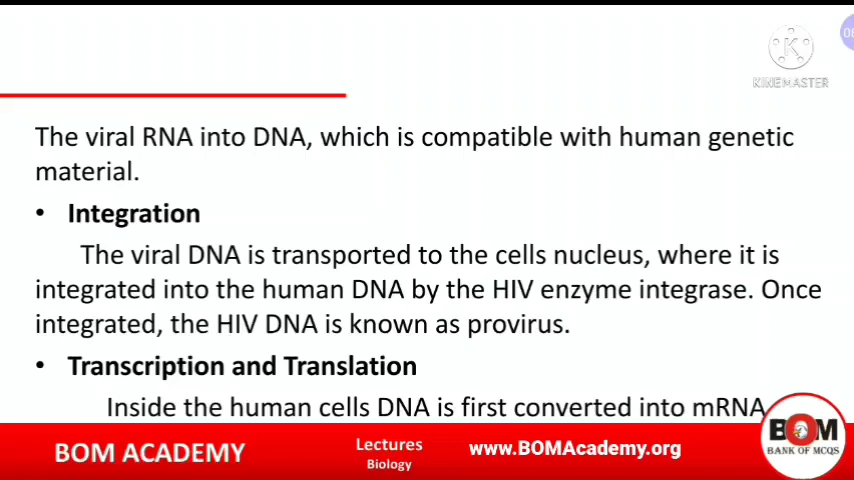 08
KINEMASTER
The viral RNA into DNA, which is compatible with human genetic
material.
• Integration
The viral DNA is transported to the cells nucleus, where it is
integrated into the human DNA by the HIV enzyme integrase. Once
integrated, the HIV DNA is known as provirus.
• Transcription and Translation
Inside the human cells DNA is first converted into mRNA
BOM ACADEMY
Lectures
Biology
www.BOMAcademy.org
BOM
BANK OF MCQS